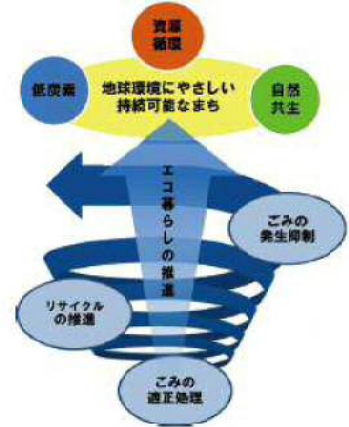 資源
循環
低炭素
地球環境にやさしい
持続可能なまち
自然
共生
エコ暮らしの推進
ごみの
発生抑制
リサイクル
の推進
ごみの
適正処理